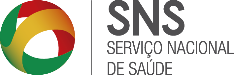 SNS
SERVIÇO NACIONAL
DE SAÚDE